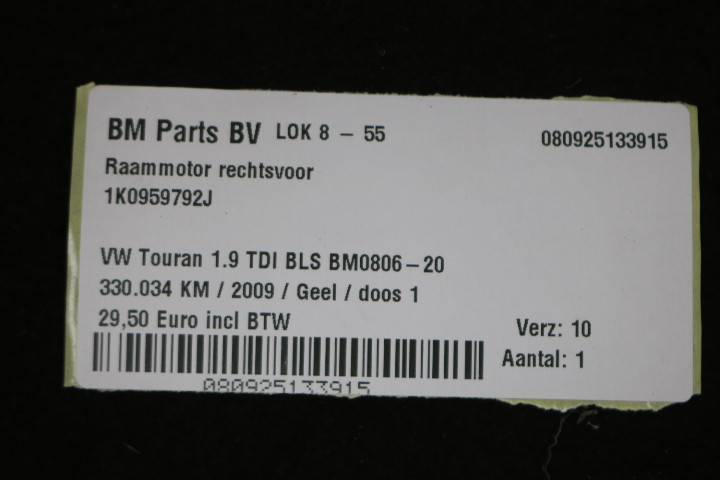 BM Parts BV LOK 8 - 55 080925133915
Raammotor rechtsvoor
1K0959792J
VW Touran 1.9 TDI BLS BM0806-20
330.034 KM / 2009 / Geel / doos 1
29,50 Euro incl BTW
Verz: 10
Aantal: 1
080925133915